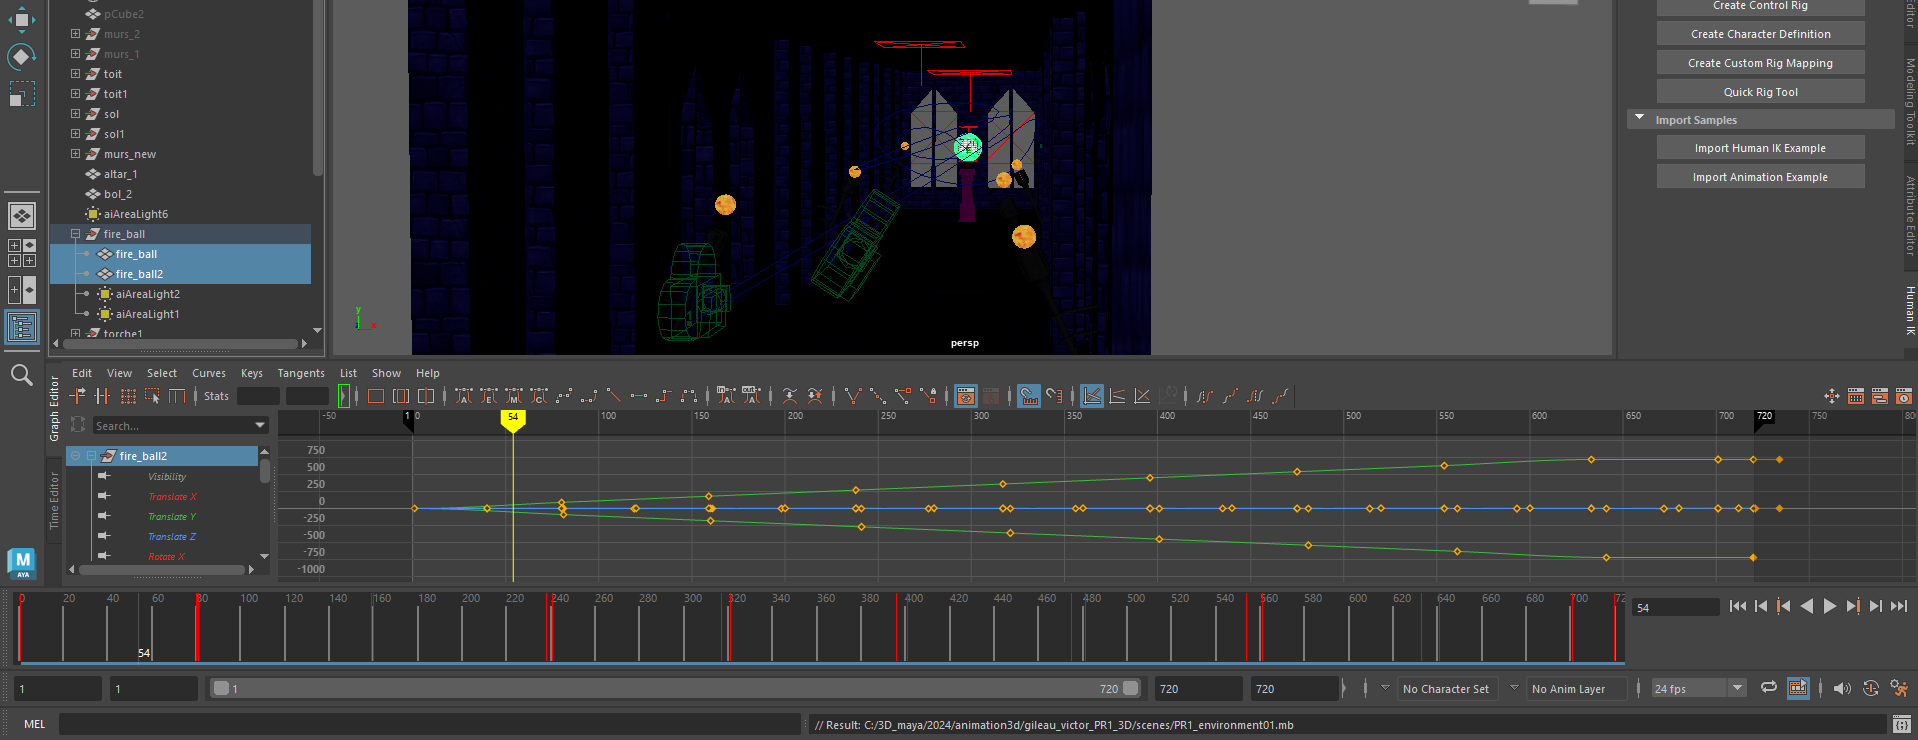 pCube2
murs_2
murs_1
toit
toit1
sol
sol1
murs_new
altar_1
bol_2
aiAreaLight6
fire_ball
fire_ball
fire_ball2
aiAreaLight2
aiAreaLight1
torche1
y
x
persp
Create Control Rig
Create Character Definition
Create Custom Rig Mapping
Quick Rig Tool
Import Samples
Import Human IK Example
Import Animation Example
Modeling Toolkit
Attribute Editor
Human IK
Graph Editor
Time Editor
Edit View Select Curves Keys Tangents List Show Help
Stats
Search...
-50 1 0 54 100 150 200 250 300 350 400 450 500 550 600 650 700 720 750 800
fire_ball2
Visibility
Translate X
Translate Y
Translate Z
Rotate X
750
500
250
0
-250
-500
-750
-1000
M
AYA
0 20 40 60 80 100 120 140 160 180 200 220 240 260 280 300 320 340 360 380 400 420 440 460 480 500 520 540 560 580 600 620 640 660 680 700 72
54
54
1 1 1 720 720 720 No Character Set No Anim Layer 24 fps
MEL // Result: C:/3D_maya/2024/animation3d/gileau_victor_PR1_3D/scenes/PR1_environment01.mb